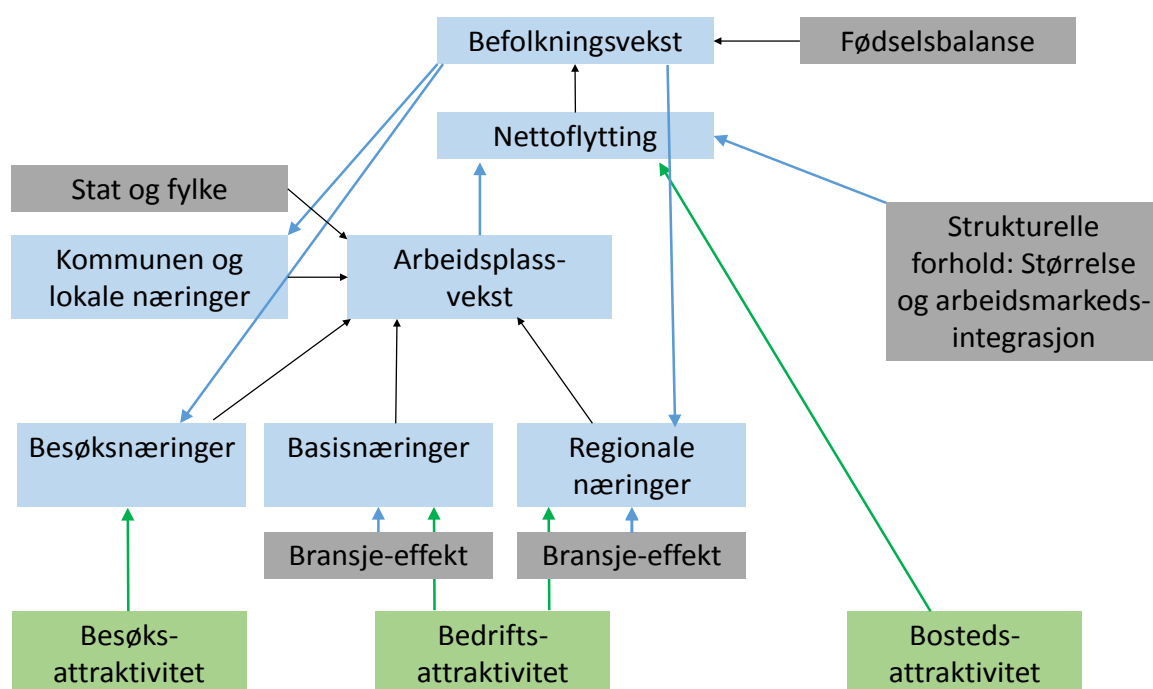 Befolkningsvekst
Fødselsbalanse
Nettoflytting
Stat og fylke
Kommunen og
lokale næringer
Arbeidsplass-
vekst
Strukturelle
forhold: Størrelse
og arbeidsmarkeds-
integrasjon
Besøksnæringer
Basisnæringer
Regionale
næringer
Bransje-effekt
Bransje-effekt
Besøks-
attraktivitet
Bedrifts-
attraktivitet
Bosteds-
attraktivitet